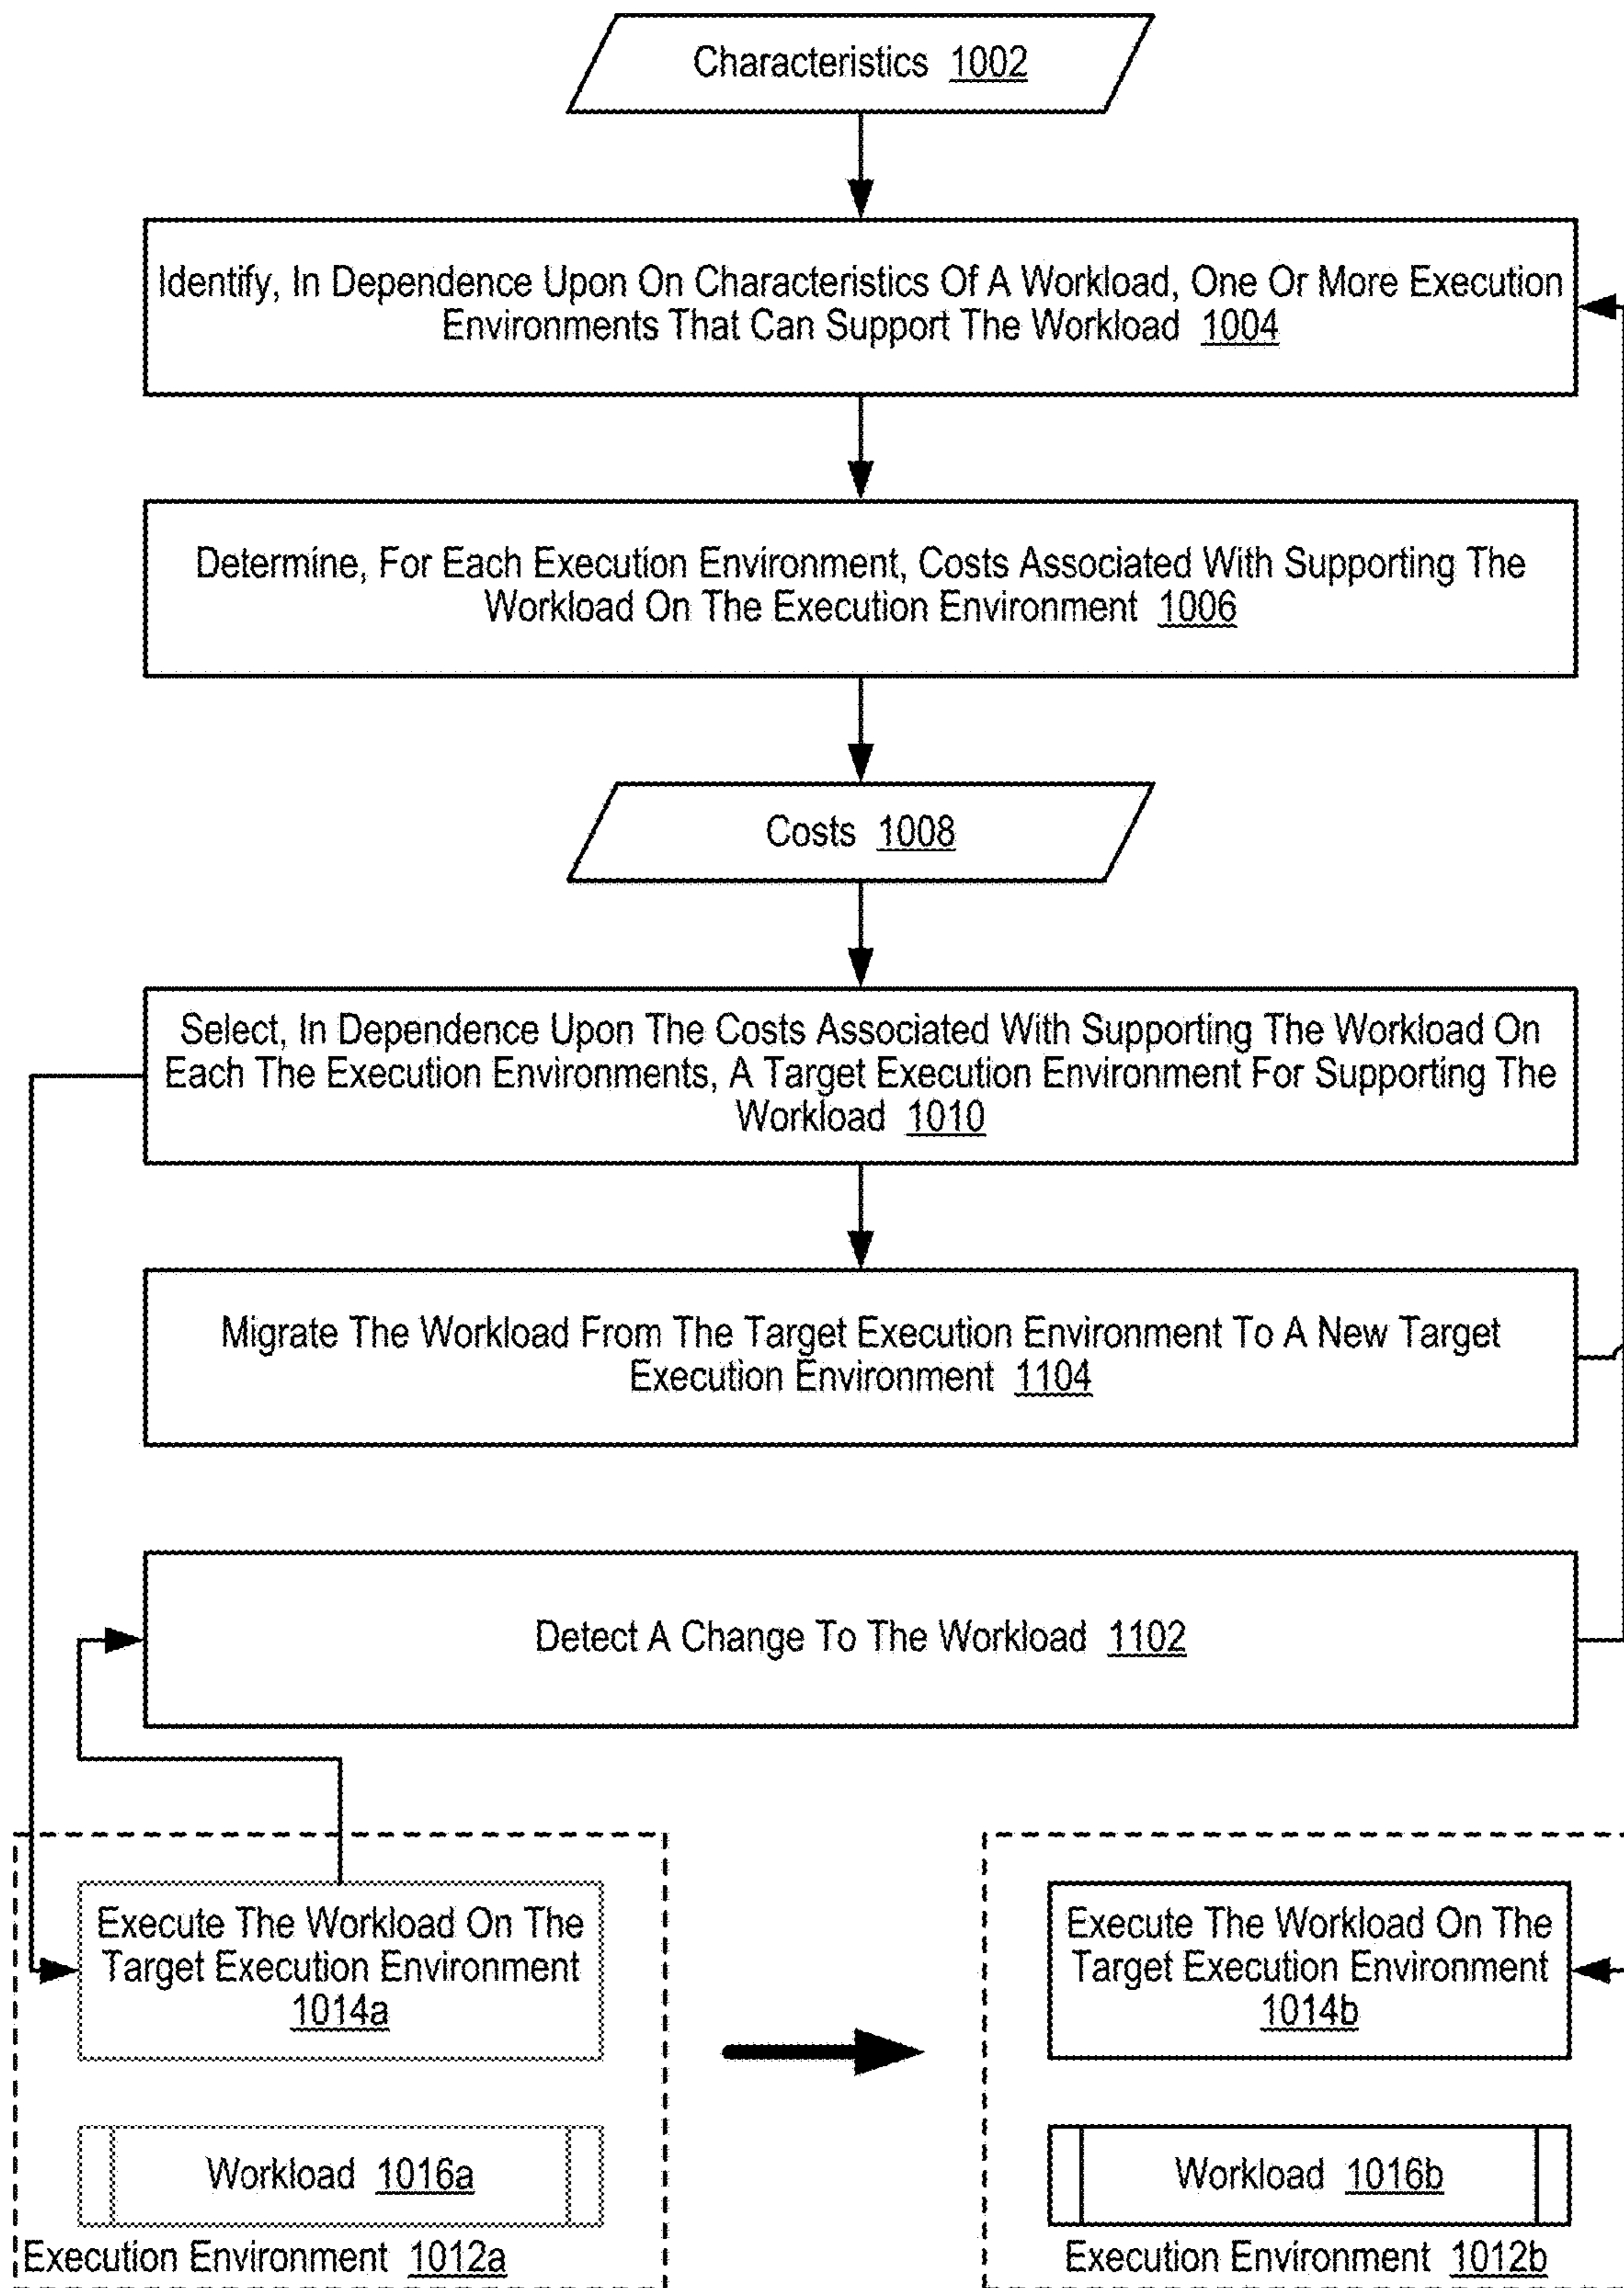 Characteristics 1002
Identify, In Dependence Upon On Characteristics Of A Workload, One Or More Execution
Environments That Can Support The Workload 1004
Determine, For Each Execution Environment, Costs Associated With Supporting The
Workload On The Execution Environment 1006
Costs 1008
Select, In Dependence Upon The Costs Associated With Supporting The Workload On
Each The Execution Environments, A Target Execution Environment For Supporting The
Workload 1010
Migrate The Workload From The Target Execution Environment To A New Target
Execution Environment 1104
Detect A Change To The Workload 1102
Execute The Workload On The
Target Execution Environment
1014a
Workload 1016a
Execution Environment 1012a
Execute The Workload On The
Target Execution Environment
1014b
Workload 1016b
Execution Environment 1012b